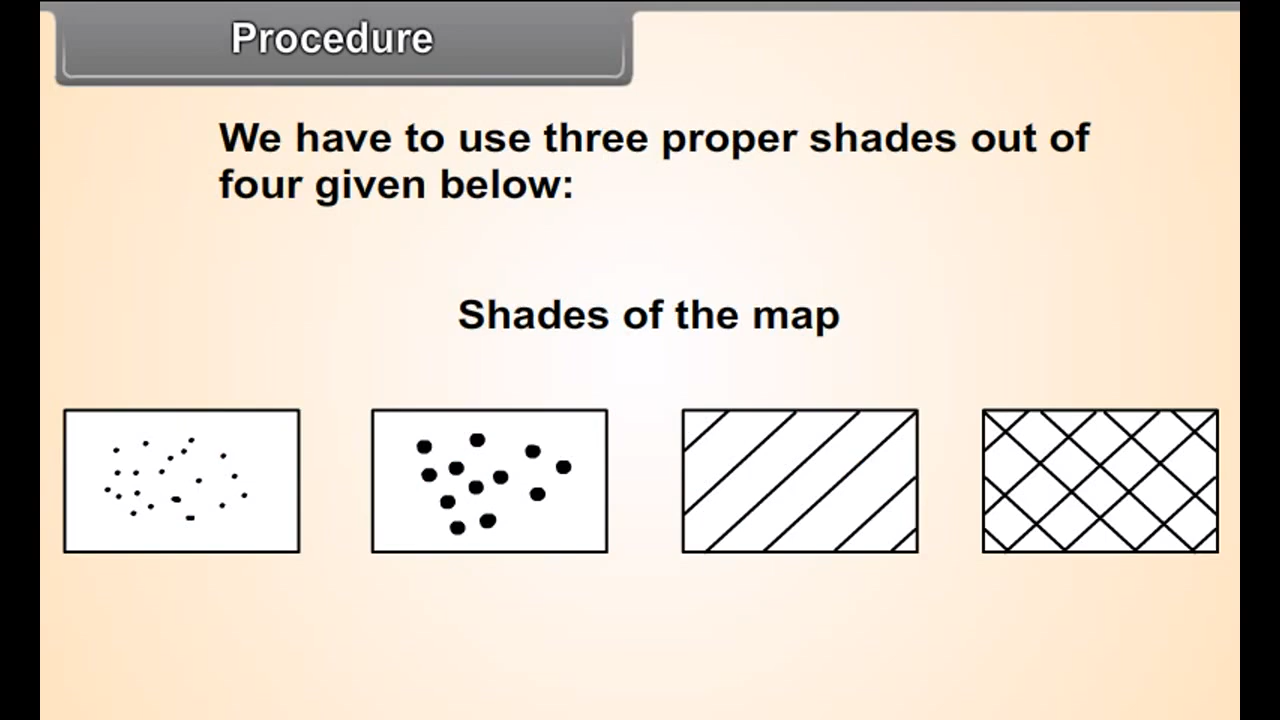 Procedure
We have to use three proper shades out of
four given below:
Shades of the map